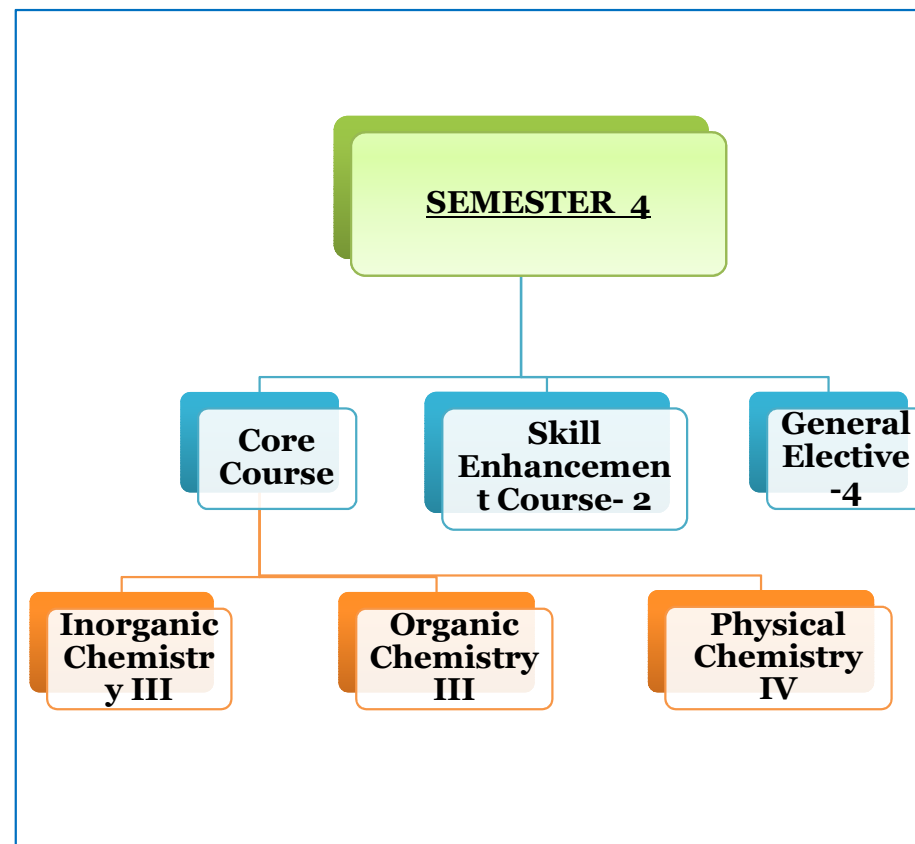 SEMESTER 4
Core
Course
Skill
Enhancemen
t Course- 2
General
Elective
-4
Inorganic
Chemistr
y III
Organic
Chemistry
III
Physical
Chemistry
IV